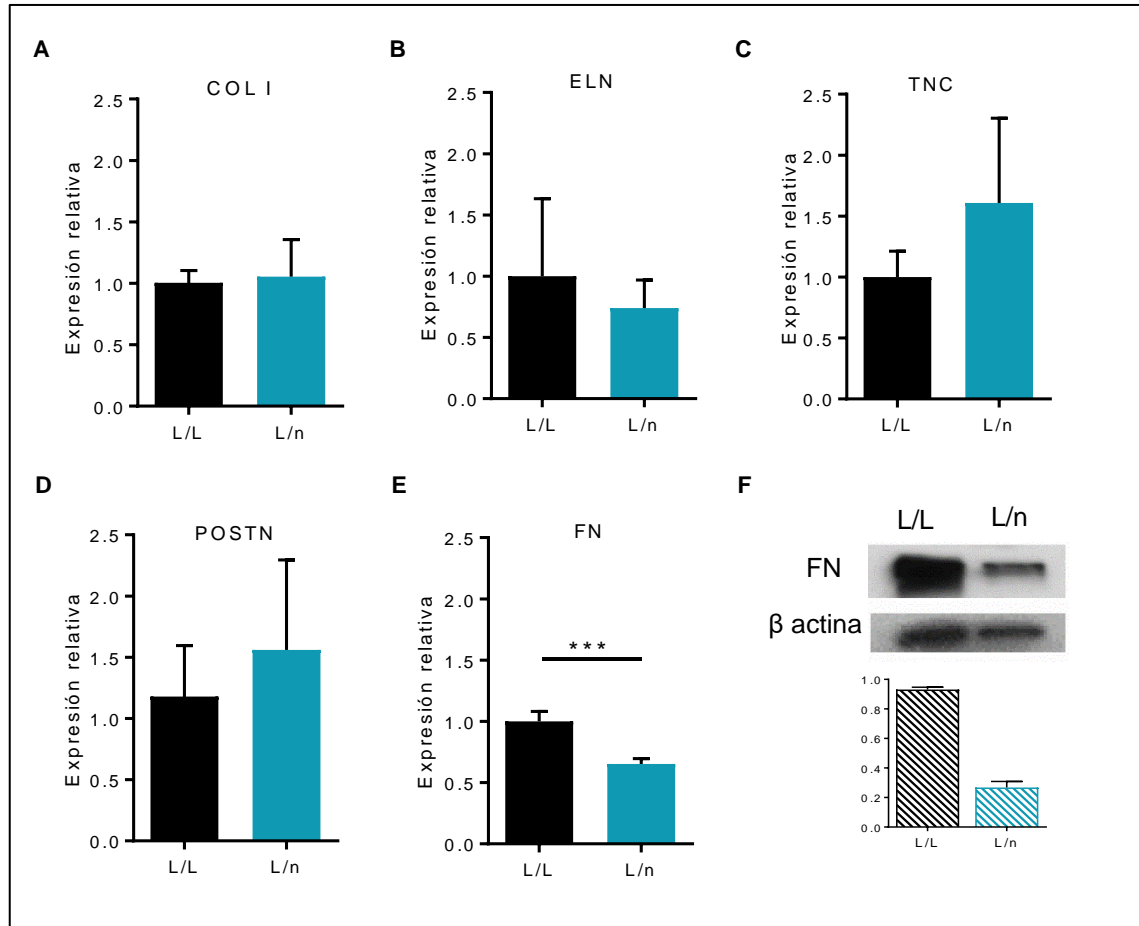 A
COL I
Expresión relativa
2.5
2.0
1.5
1.0
0.5
0.0
L/L L/n
B
ELN
Expresión relativa
2.5
2.0
1.5
1.0
0.5
0.0
L/L L/n
C
TNC
Expresión relativa
2.5
2.0
1.5
1.0
0.5
0.0
L/L L/n
D
POSTN
Expresión relativa
2.5
2.0
1.5
1.0
0.5
0.0
L/L L/n
E
FN
Expresión relativa
2.5
2.0
1.5
1.0
0.5
0.0
***
L/L L/n
F
L/L L/n
FN
β actina
1.0
0.8
0.6
0.4
0.2
0.0
L/L L/n